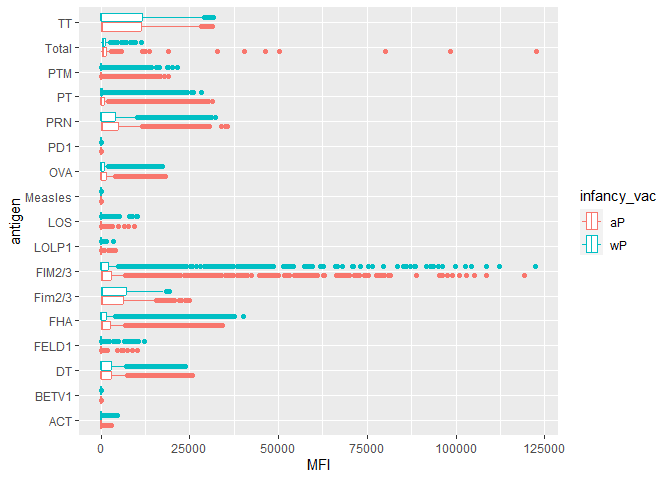 TT
Total
PTM
PT
PRN
PD1
OVA
Measles
LOS
LOLP1
FIM2/3
Fim2/3
FHA
FELD1
DT
BETV1
ACT
antigen
0
25000
50000
75000
100000
125000
MFI
infancy_vac
aP
wP